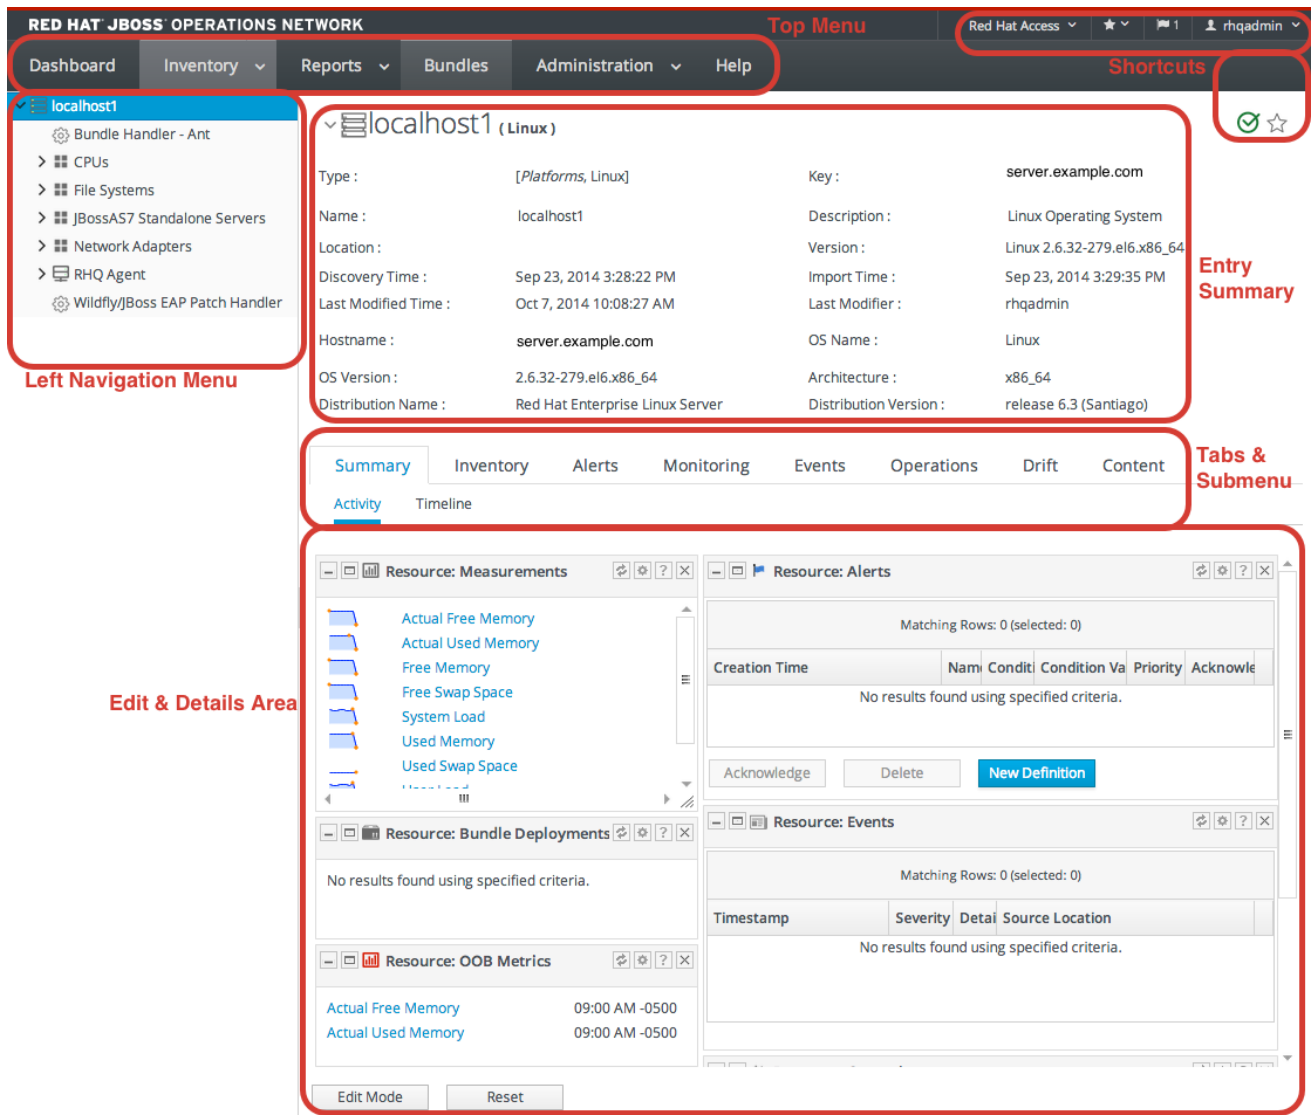 RED HAT JBOSS OPERATIONS NETWORK
Top Menu
Red Hat Access
1
rhqadmin
Dashboard
Inventory
Reports
Bundles
Administration
Help
Shortcuts
localhost1
Bundle Handler - Ant
CPUs
File Systems
JBossAS7 Standalone Servers
Network Adapters
RHQ Agent
Wildfly/JBoss EAP Patch Handler
Left Navigation Menu
localhost1 ( Linux )
Type : [Platforms, Linux] Key : server.example.com
Name : localhost1 Description : Linux Operating System
Location : Version : Linux 2.6.32-279.el6.x86_64
Discovery Time : Sep 23, 2014 3:28:22 PM Import Time : Sep 23, 2014 3:29:35 PM
Last Modified Time : Oct 7, 2014 10:08:27 AM Last Modifier : rhqadmin
Hostname : server.example.com OS Name : Linux
OS Version : 2.6.32-279.el6.x86_64 Architecture : x86_64
Distribution Name : Red Hat Enterprise Linux Server Distribution Version : release 6.3 (Santiago)
Entry
Summary
Summary Inventory Alerts Monitoring Events Operations Drift Content
Activity Timeline
Tabs &
Submenu
Edit & Details Area
Resource: Measurements
Actual Free Memory
Actual Used Memory
Free Memory
Free Swap Space
System Load
Used Memory
Used Swap Space
Resource: Bundle Deployments
No results found using specified criteria.
Resource: OOB Metrics
Actual Free Memory 09:00 AM -0500
Actual Used Memory 09:00 AM -0500
Resource: Alerts
Matching Rows: 0 (selected: 0)
Creation Time Name Conditi Condition Va Priority Acknowle
No results found using specified criteria.
Acknowledge Delete New Definition
Resource: Events
Matching Rows: 0 (selected: 0)
Timestamp Severity Detai Source Location
No results found using specified criteria.
Edit Mode Reset